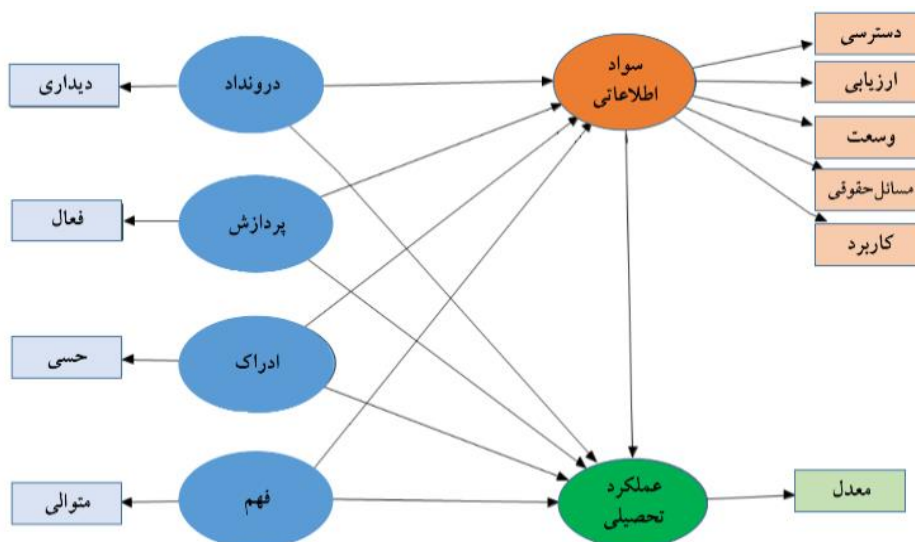 دسترسی
سواد
اطلاعاتی
درونداد
دیداری
ارزیابی
وسعت
مسائل حقوقی
پردازش
فعال
کاربرد
ادراک
حسی
عملکرد
تحصیلی
معدل
فهم
متوالی